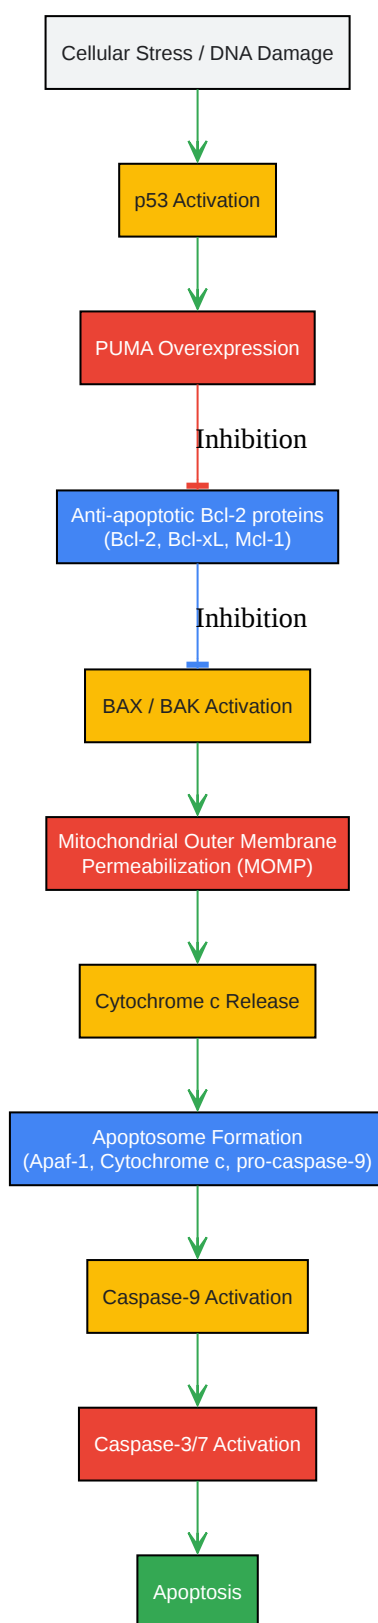 Cellular Stress / DNA Damage
p53 Activation
PUMA Overexpression
Inhibition
Anti-apoptotic Bcl-2 proteins
(Bcl-2, Bcl-xL, Mcl-1)
Inhibition
BAX / BAK Activation
Mitochondrial Outer Membrane
Permeabilization (MOMP)
Cytochrome c Release
Apoptosome Formation
(Apaf-1, Cytochrome c, pro-caspase-9)
Caspase-9 Activation
Caspase-3/7 Activation
Apoptosis